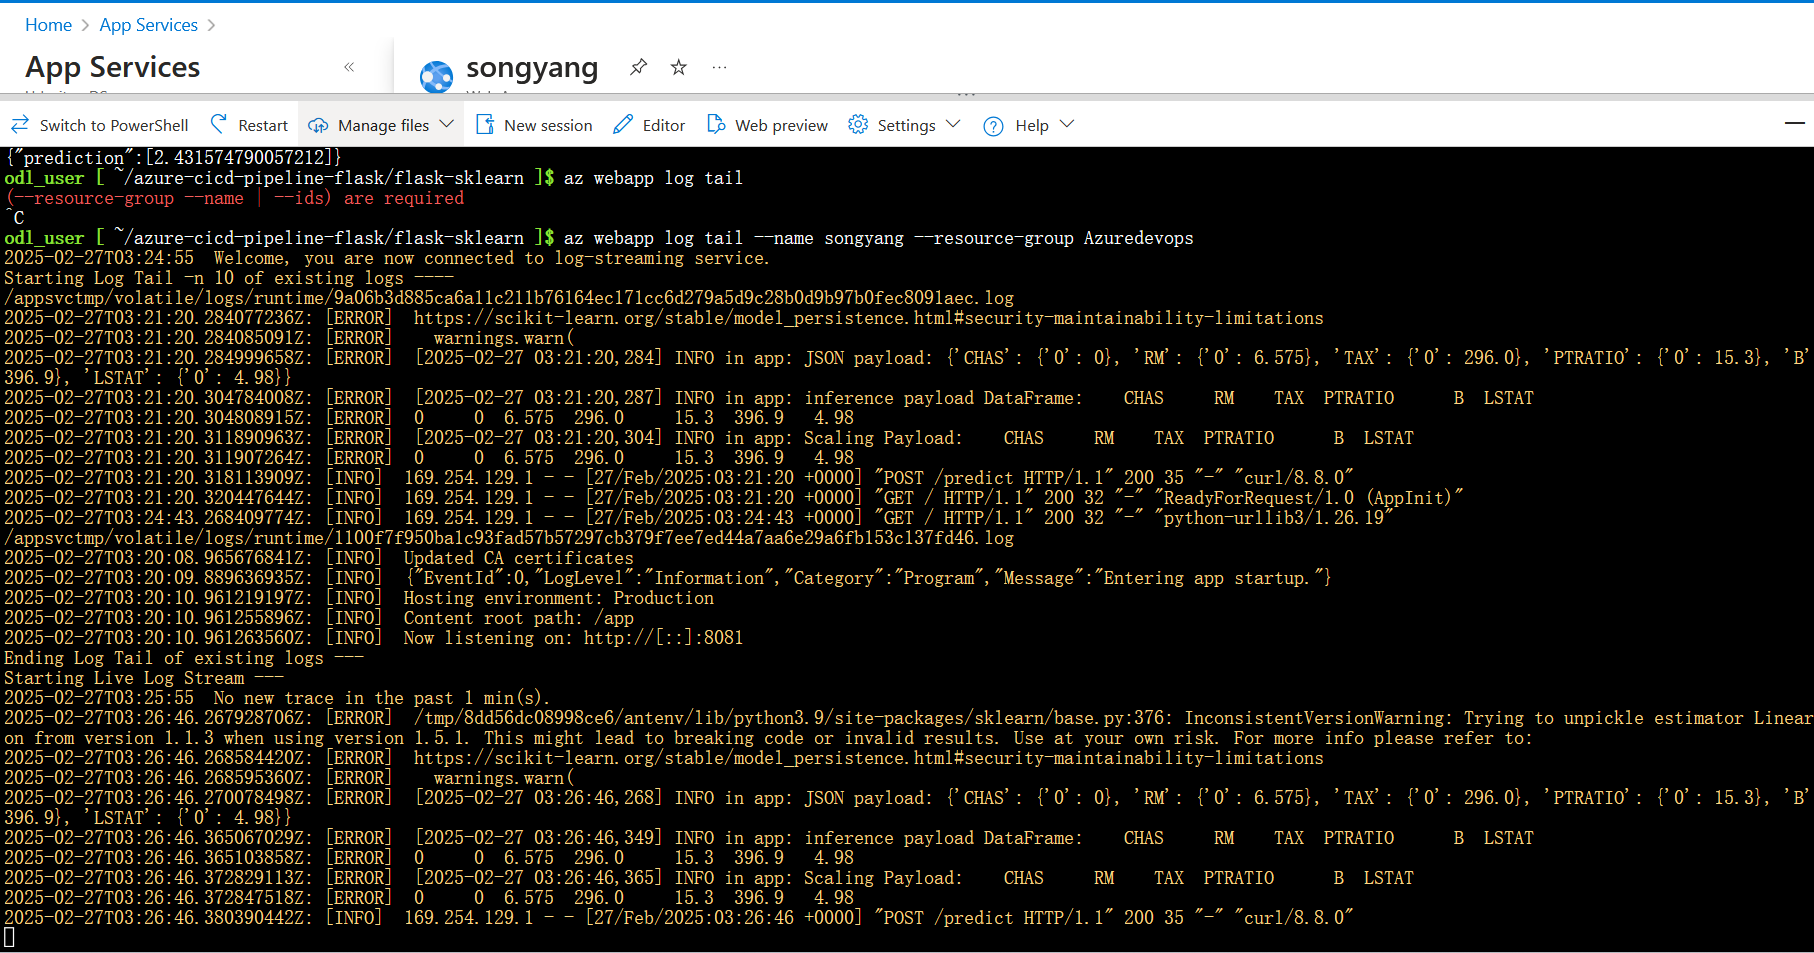 Home > App Services >
App Services «
songyang ...
Switch to PowerShell Restart Manage files New session Editor Web preview Settings Help
{"prediction":[2.431574790057212]}
odl_user [ ~/azure-cicd-pipeline-flask/flask-sklearn ]$ az webapp log tail
(--resource-group --name | --ids) are required
^C
odl_user [ ~/azure-cicd-pipeline-flask/flask-sklearn ]$ az webapp log tail --name songyang --resource-group Azuredevops
2025-02-27T03:24:55  Welcome, you are now connected to log-streaming service.
Starting Log Tail -n 10 of existing logs ----
/appsvctmp/volatile/logs/runtime/9a06b3d885ca6a11c211b76164ec171cc6d279a5d9c28b0d9b97b0fec8091aec.log
2025-02-27T03:21:20.284077236Z: [ERROR]  https://scikit-learn.org/stable/model_persistence.html#security-maintainability-limitations
2025-02-27T03:21:20.284085091Z: [ERROR]    warnings.warn(
2025-02-27T03:21:20.284999658Z: [ERROR]  [2025-02-27 03:21:20,284] INFO in app: JSON payload: {'CHAS': {'0': 0}, 'RM': {'0': 6.575}, 'TAX': {'0': 296.0}, 'PTRATIO': {'0': 15.3}, 'B'
396.9}, 'LSTAT': {'0': 4.98}}
2025-02-27T03:21:20.304784008Z: [ERROR]  [2025-02-27 03:21:20,287] INFO in app: inference payload DataFrame:    CHAS     RM    TAX  PTRATIO      B  LSTAT
2025-02-27T03:21:20.304808915Z: [ERROR]  0     0  6.575  296.0     15.3  396.9   4.98
2025-02-27T03:21:20.311890963Z: [ERROR]  [2025-02-27 03:21:20,304] INFO in app: Scaling Payload:    CHAS     RM    TAX  PTRATIO      B  LSTAT
2025-02-27T03:21:20.311907264Z: [ERROR]  0     0  6.575  296.0     15.3  396.9   4.98
2025-02-27T03:21:20.318113909Z: [INFO]  169.254.129.1 - - [27/Feb/2025:03:21:20 +0000] "POST /predict HTTP/1.1" 200 35 "-" "curl/8.8.0"
2025-02-27T03:21:20.320447644Z: [INFO]  169.254.129.1 - - [27/Feb/2025:03:21:20 +0000] "GET / HTTP/1.1" 200 32 "-" "ReadyForRequest/1.0 (AppInit)"
2025-02-27T03:24:43.268409774Z: [INFO]  169.254.129.1 - - [27/Feb/2025:03:24:43 +0000] "GET / HTTP/1.1" 200 32 "-" "python-urllib3/1.26.19"
/appsvctmp/volatile/logs/runtime/1100f7f950ba1c93fad57b57297cb379f7ee7ed44a7aa6e29a6fb153c137fd46.log
2025-02-27T03:20:08.965676841Z: [INFO]  Updated CA certificates
2025-02-27T03:20:09.889636935Z: [INFO]  {"EventId":0,"LogLevel":"Information","Category":"Program","Message":"Entering app startup."}
2025-02-27T03:20:10.961219197Z: [INFO]  Hosting environment: Production
2025-02-27T03:20:10.961255896Z: [INFO]  Content root path: /app
2025-02-27T03:20:10.961263560Z: [INFO]  Now listening on: http://[::]:8081
Ending Log Tail of existing logs ---
Starting Live Log Stream ---
2025-02-27T03:25:55  No new trace in the past 1 min(s).
2025-02-27T03:26:46.267928706Z: [ERROR]  /tmp/8dd56dc08998ce6/antenv/lib/python3.9/site-packages/sklearn/base.py:376: InconsistentVersionWarning: Trying to unpickle estimator Linear
on from version 1.1.3 when using version 1.5.1. This might lead to breaking code or invalid results. Use at your own risk. For more info please refer to:
2025-02-27T03:26:46.268584420Z: [ERROR]  https://scikit-learn.org/stable/model_persistence.html#security-maintainability-limitations
2025-02-27T03:26:46.268595360Z: [ERROR]    warnings.warn(
2025-02-27T03:26:46.270078498Z: [ERROR]  [2025-02-27 03:26:46,268] INFO in app: JSON payload: {'CHAS': {'0': 0}, 'RM': {'0': 6.575}, 'TAX': {'0': 296.0}, 'PTRATIO': {'0': 15.3}, 'B'
396.9}, 'LSTAT': {'0': 4.98}}
2025-02-27T03:26:46.365067029Z: [ERROR]  [2025-02-27 03:26:46,349] INFO in app: inference payload DataFrame:    CHAS     RM    TAX  PTRATIO      B  LSTAT
2025-02-27T03:26:46.365103858Z: [ERROR]  0     0  6.575  296.0     15.3  396.9   4.98
2025-02-27T03:26:46.372829113Z: [ERROR]  [2025-02-27 03:26:46,365] INFO in app: Scaling Payload:    CHAS     RM    TAX  PTRATIO      B  LSTAT
2025-02-27T03:26:46.372847518Z: [ERROR]  0     0  6.575  296.0     15.3  396.9   4.98
2025-02-27T03:26:46.380390442Z: [INFO]  169.254.129.1 - - [27/Feb/2025:03:26:46 +0000] "POST /predict HTTP/1.1" 200 35 "-" "curl/8.8.0"